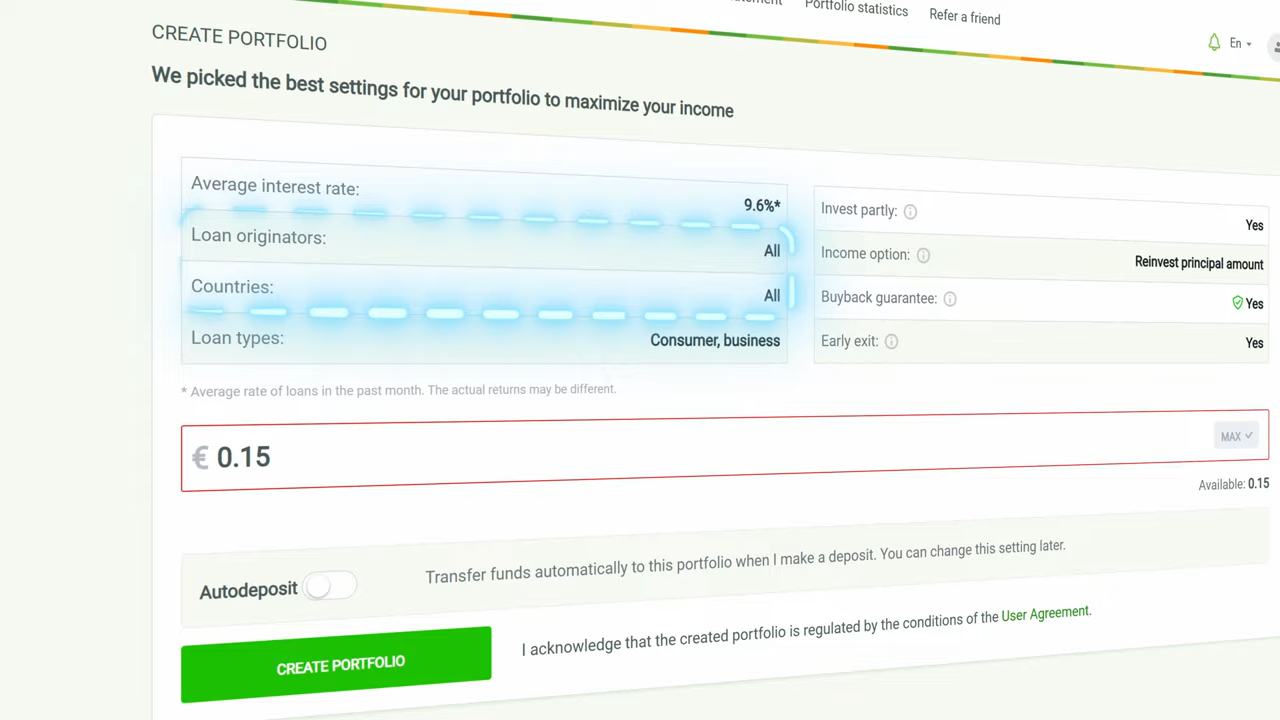 Portfolio statistics
Refer a friend
En
CREATE PORTFOLIO
We picked the best settings for your portfolio to maximize your income
Average interest rate: 9.6%*
Loan originators: All
Countries: All
Loan types: Consumer, business
Invest partly: Yes
Income option: Reinvest principal amount
Buyback guarantee: Yes
Early exit: Yes
* Average rate of loans in the past month. The actual returns may be different.
€ 0.15
MAX
Available: 0.15
Autodeposit
Transfer funds automatically to this portfolio when I make a deposit. You can change this setting later.
CREATE PORTFOLIO
I acknowledge that the created portfolio is regulated by the conditions of the User Agreement.